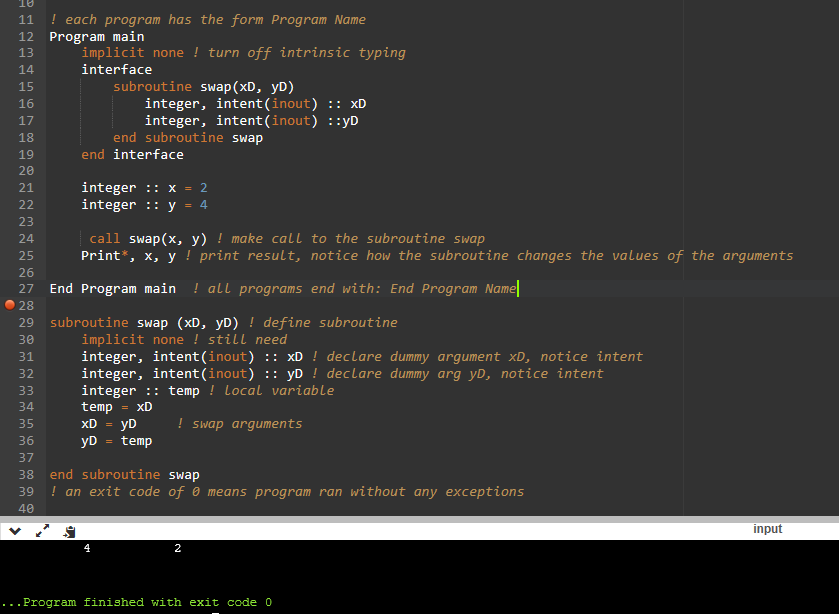 10
11 ! each program has the form Program Name
12 Program main
13     implicit none ! turn off intrinsic typing
14     interface
15         subroutine swap(xD, yD)
16             integer, intent(inout) :: xD
17             integer, intent(inout) ::yD
18         end subroutine swap
19     end interface
20
21     integer :: x = 2
22     integer :: y = 4
23
24      call swap(x, y) ! make call to the subroutine swap
25     Print*, x, y ! print result, notice how the subroutine changes the values of the arguments
26
27 End Program main  ! all programs end with: End Program Name
28
29 subroutine swap (xD, yD) ! define subroutine
30     implicit none ! still need
31     integer, intent(inout) :: xD ! declare dummy argument xD, notice intent
32     integer, intent(inout) :: yD ! declare dummy arg yD, notice intent
33     integer :: temp ! local variable
34     temp = xD
35     xD = yD     ! swap arguments
36     yD = temp
37
38 end subroutine swap
39 ! an exit code of 0 means program ran without any exceptions
40
input
4           2
...Program finished with exit code 0